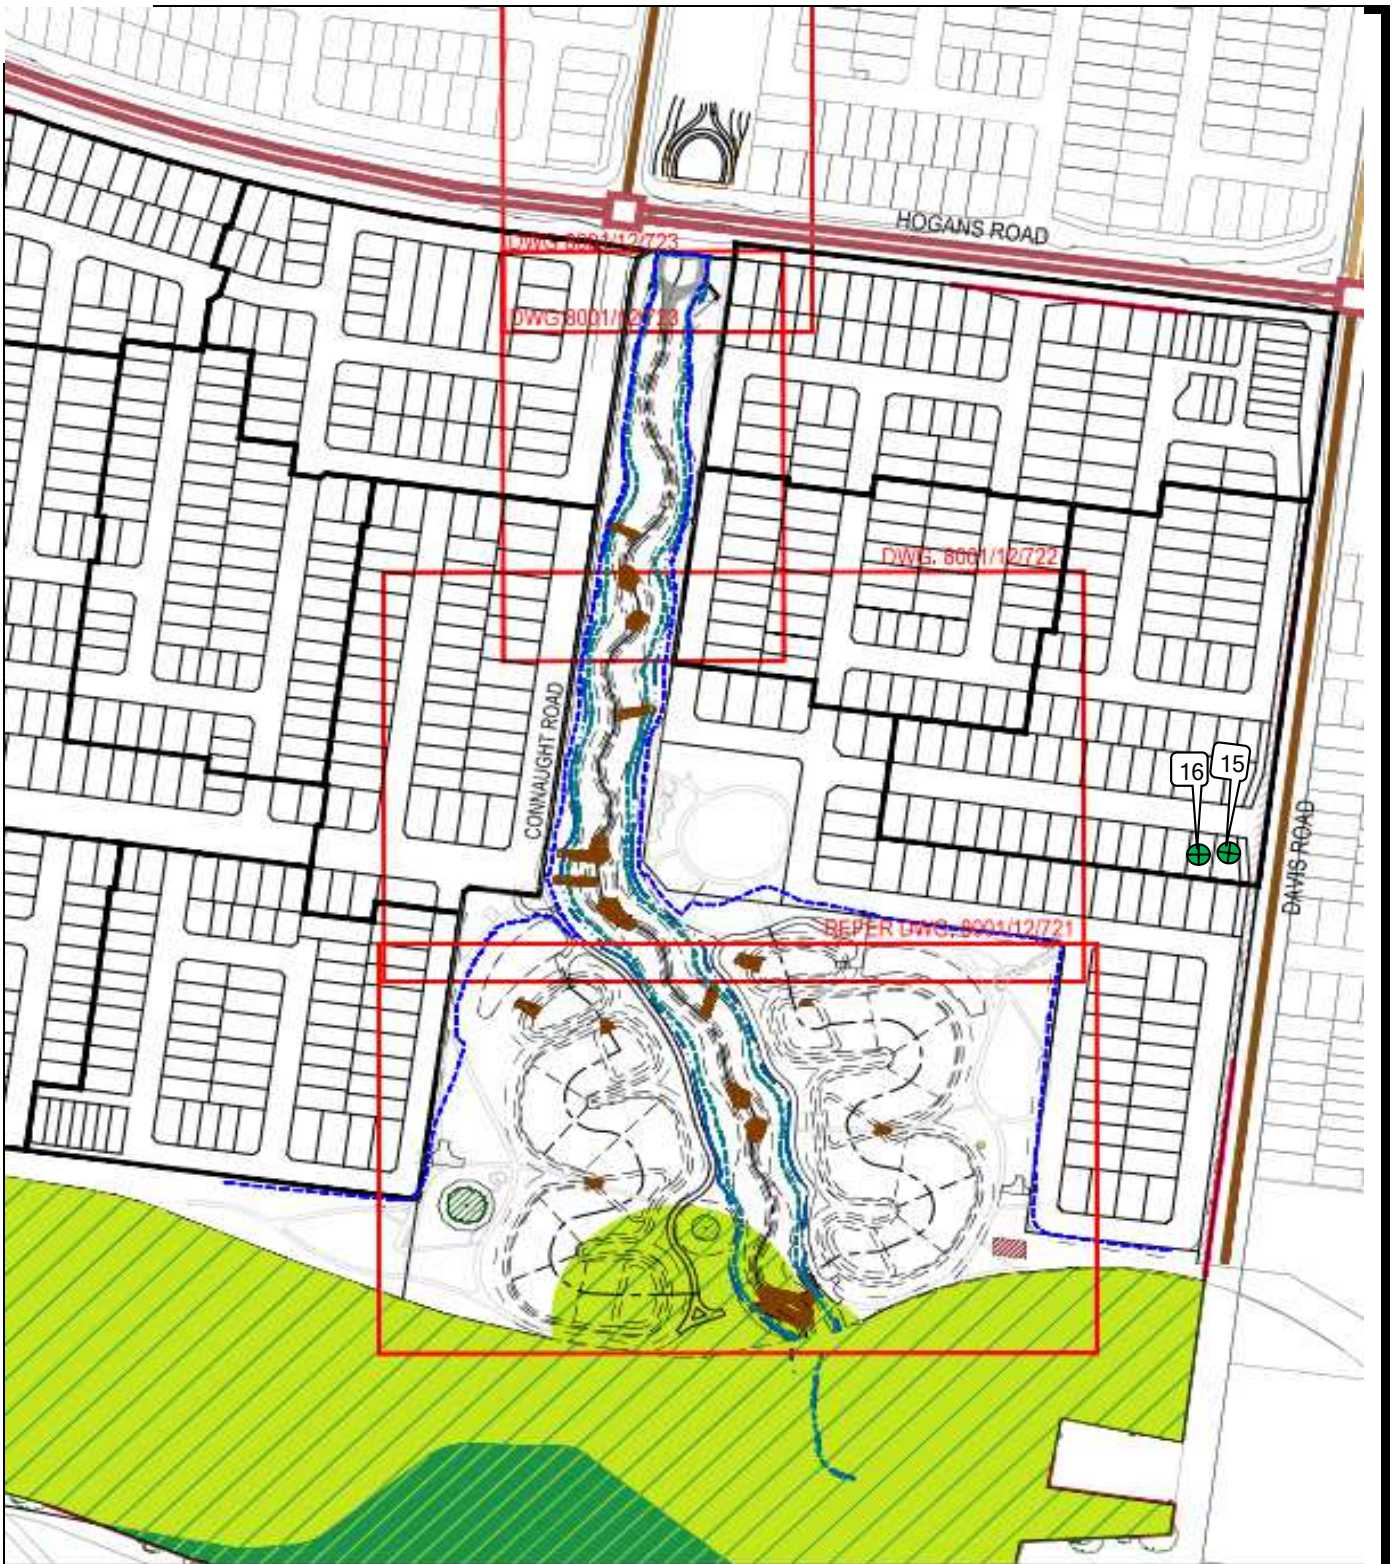 HOGANS ROAD
DWG 8001/12/723
DWG 8001/12/723
DWG. 8001/12/722
CONNAUGHT ROAD
16
15
DAVIS ROAD
REFER DWG. 8001/12/721